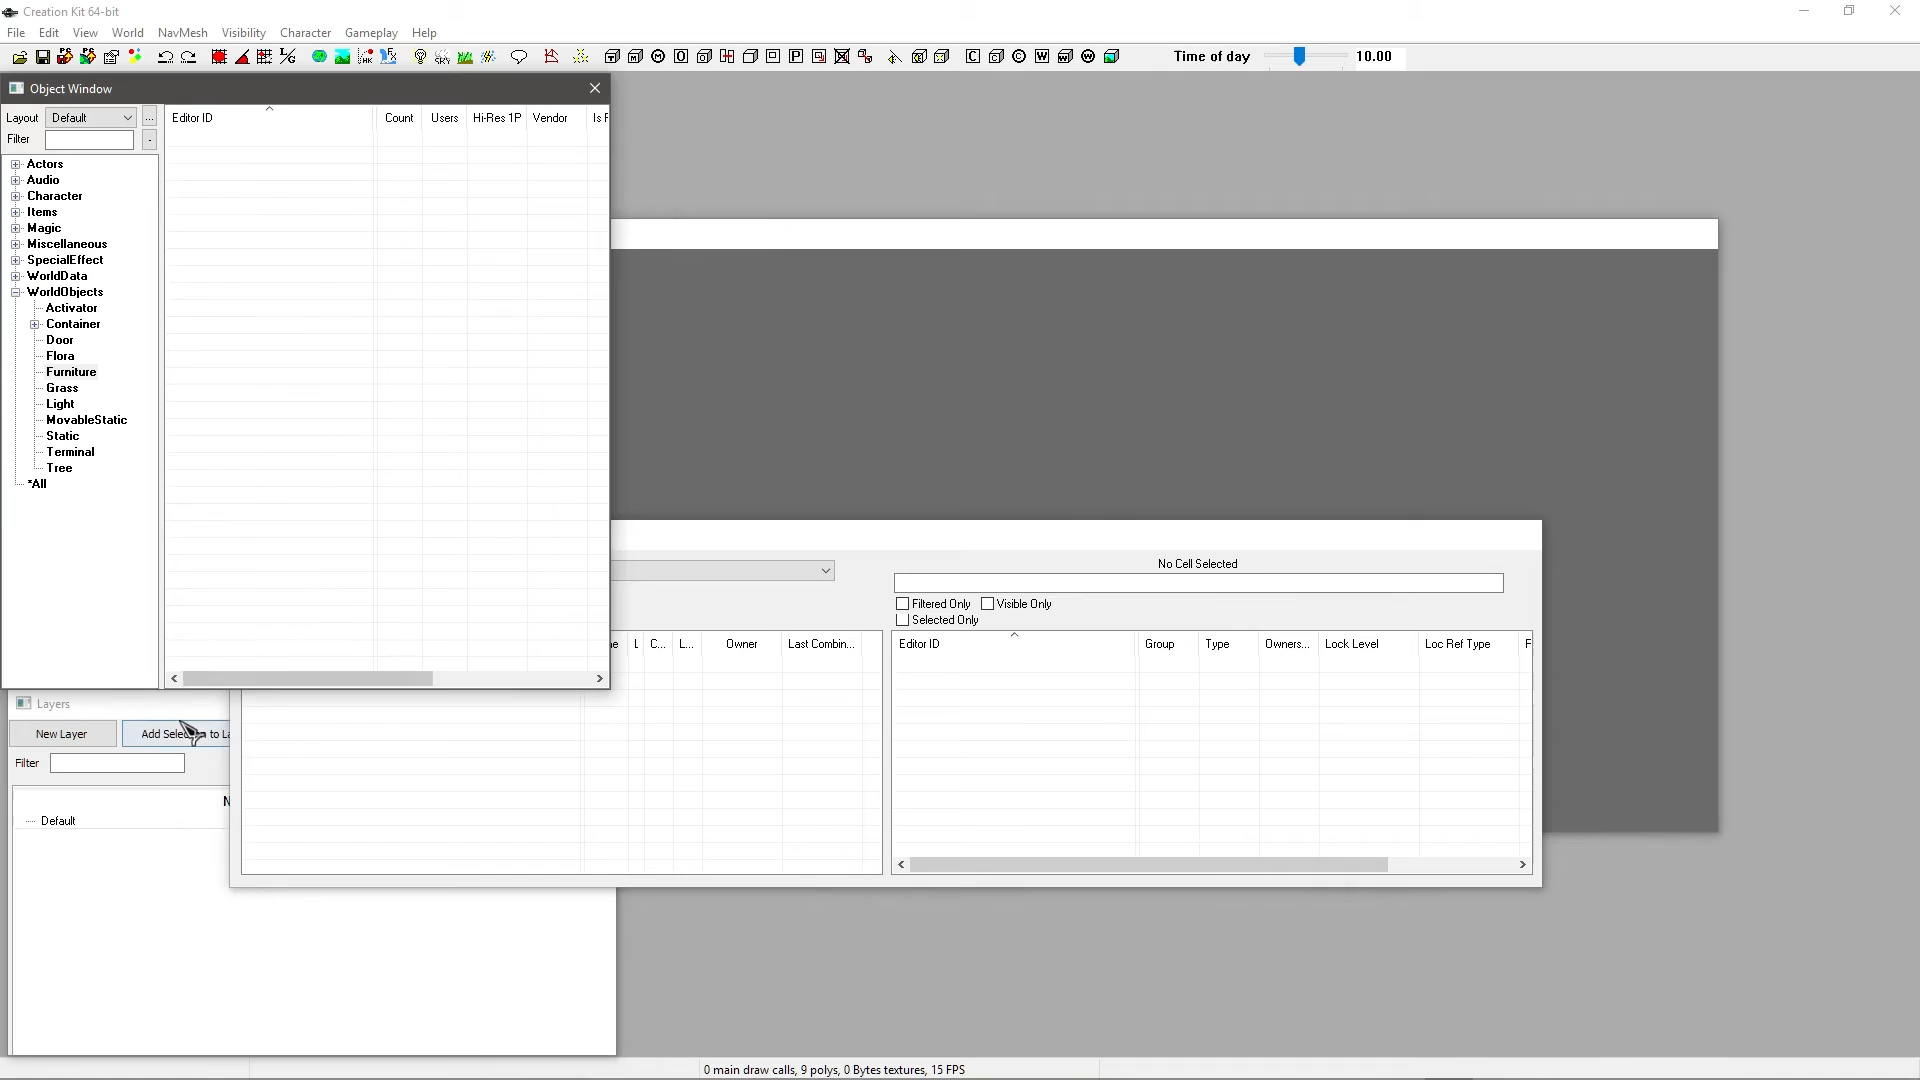 Creation Kit 64-bit
File Edit View World NavMesh Visibility Character Gameplay Help
Time of day 10.00
Object Window
Layout Default ...
Filter
Editor ID Count Users Hi-Res 1P Vendor Is F
Actors
Audio
Character
Items
Magic
Miscellaneous
SpecialEffect
WorldData
WorldObjects
Activator
Container
Door
Flora
Furniture
Grass
Light
MovableStatic
Static
Terminal
Tree
*All
No Cell Selected
Filtered Only Visible Only
Selected Only
L C... L... Owner Last Combin...
Editor ID Group Type Owners... Lock Level Loc Ref Type F
Layers
New Layer
Add to La
Filter
N
Default
0 main draw calls, 9 polys, 0 Bytes textures, 15 FPS